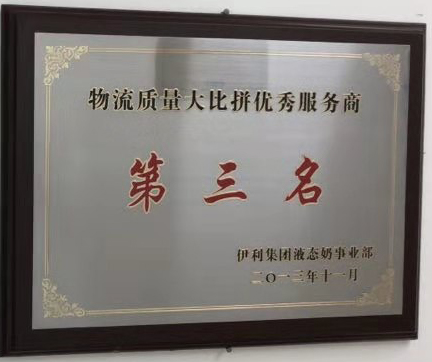 物流质量大比拼优秀服务商
第三名
伊利集团液态奶事业部
二〇一三年十一月